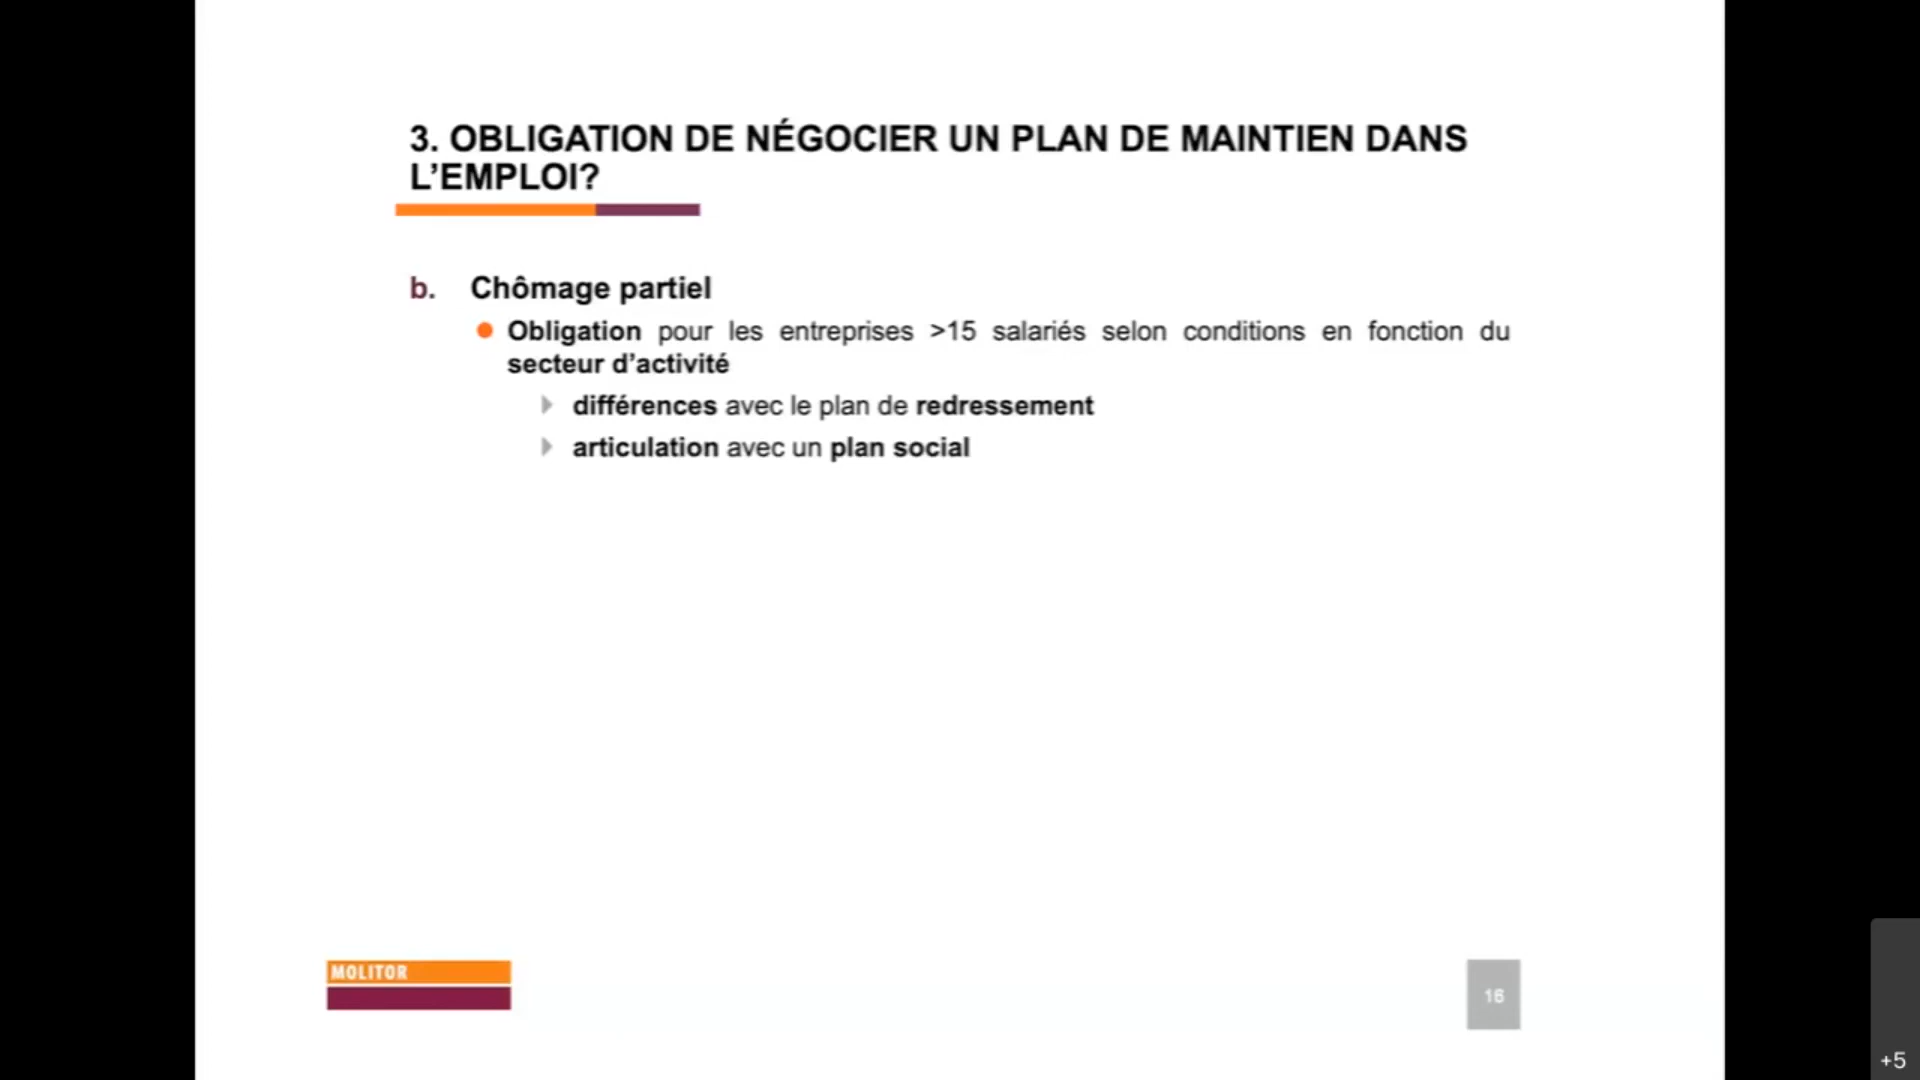 3. OBLIGATION DE NÉGOCIER UN PLAN DE MAINTIEN DANS
L’EMPLOI?
b. Chômage partiel
Obligation pour les entreprises >15 salariés selon conditions en fonction du
secteur d’activité
différences avec le plan de redressement
articulation avec un plan social
MOLITOR
16
+5